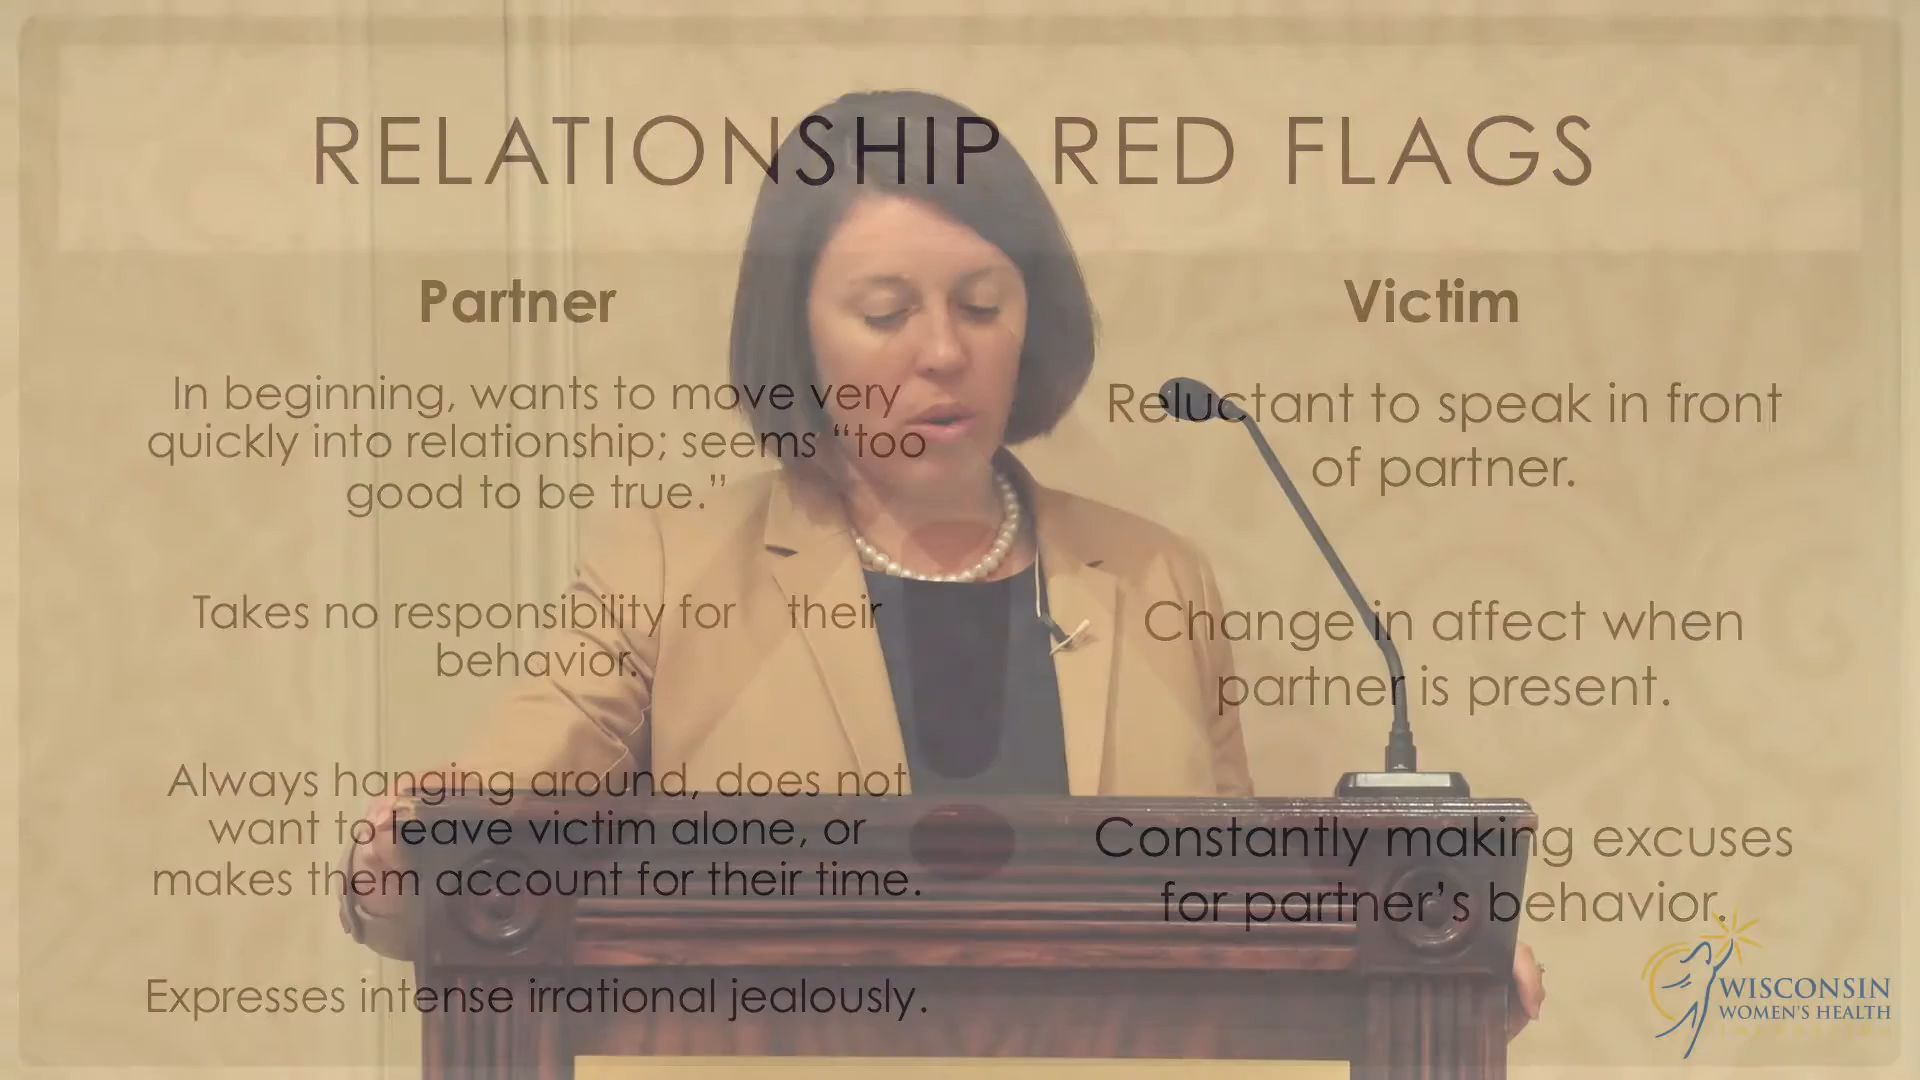 RELATIONSHIP RED FLAGS
Partner
In beginning, wants to move very
quickly into relationship; seems “too
good to be true.”
Takes no responsibility for their
behavior.
Always hanging around, does not
want to leave victim alone, or
makes them account for their time.
Expresses intense irrational jealously.
Victim
Reluctant to speak in front
of partner.
Change in affect when
partner is present.
Constantly making excuses
for partner’s behavior.
WISCONSIN
WOMEN'S HEALTH